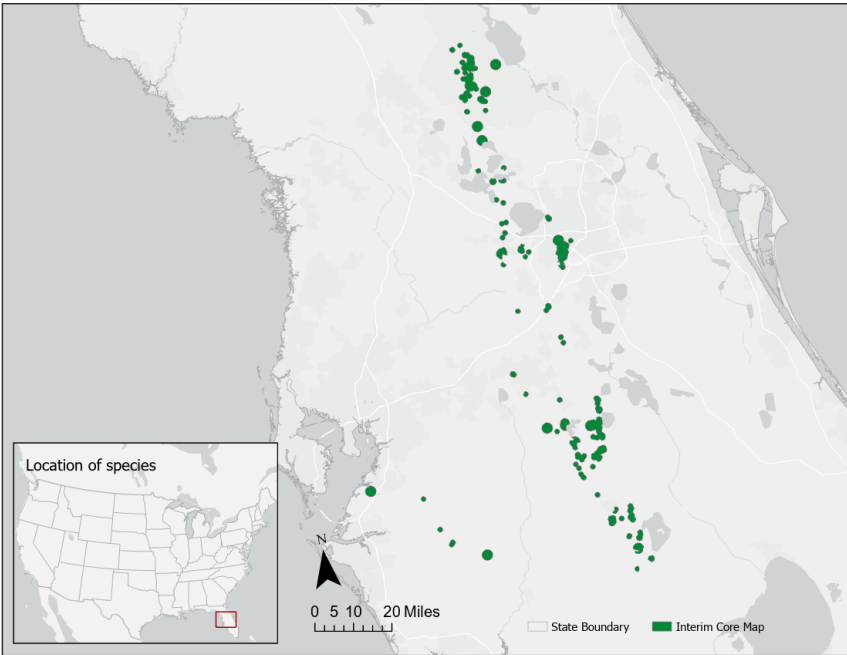 Location of species
N
0 5 10 20 Miles
State Boundary Interim Core Map